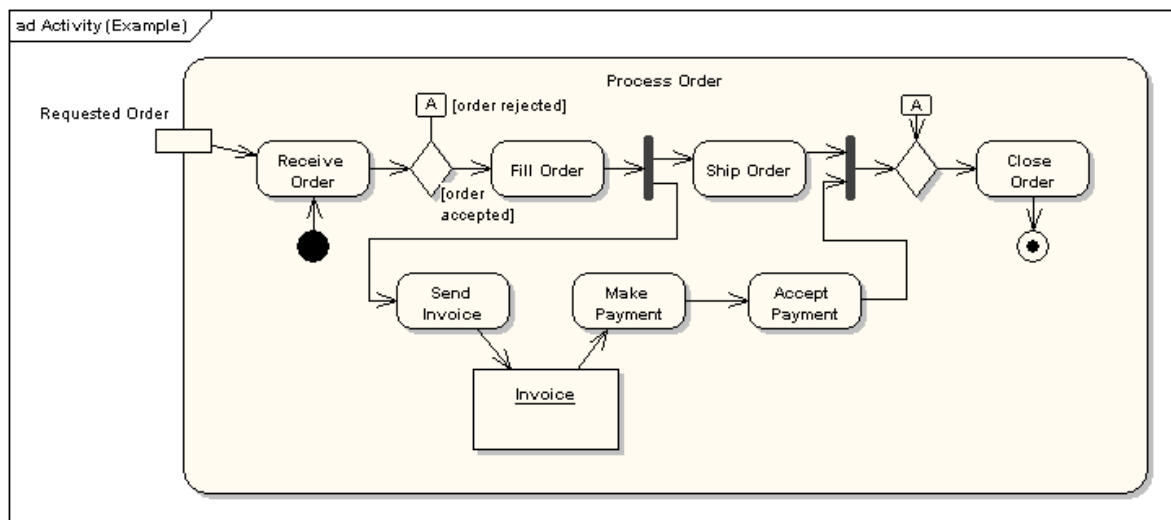 ad Activity (Example)
Process Order
Requested Order
A
[order rejected]
A
Receive
Order
Fill Order
Ship Order
Close
Order
[order
accepted]
Send
Invoice
Make
Payment
Accept
Payment
Invoice